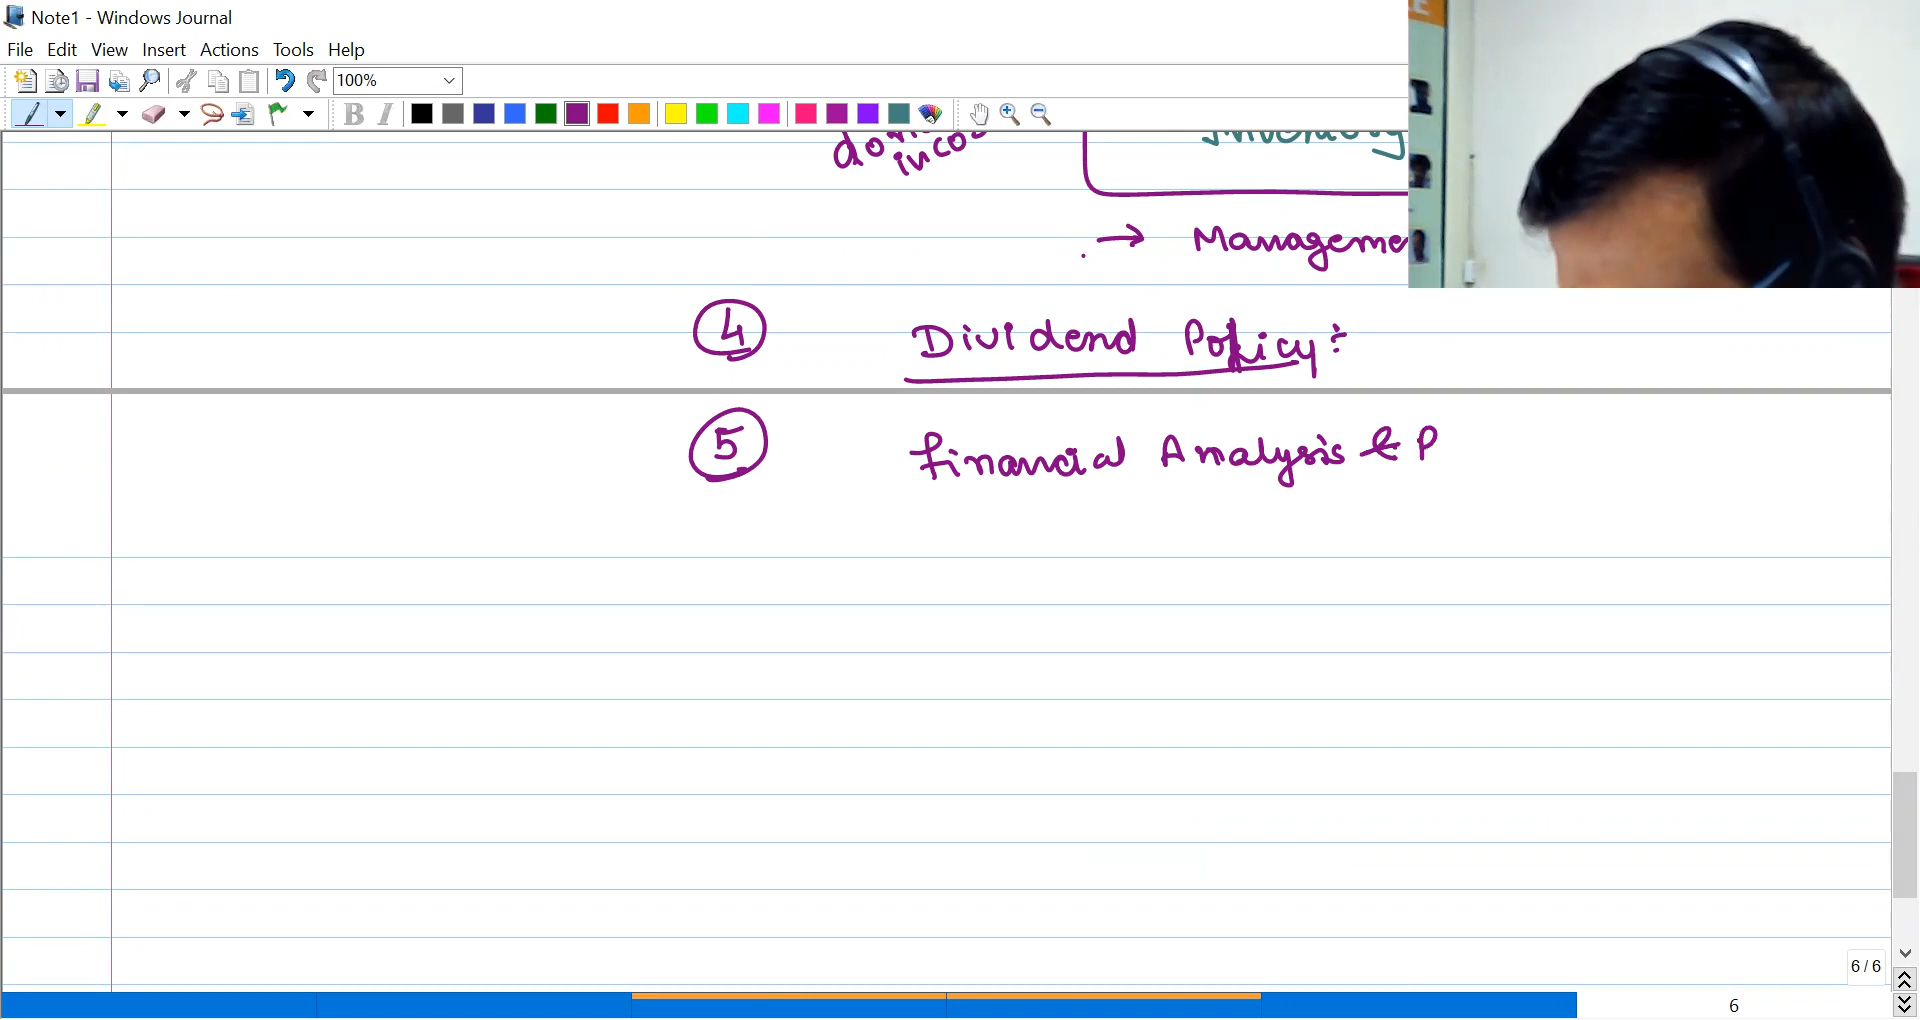 Note1 - Windows Journal
File Edit View Insert Actions Tools Help
100%
B I
inco
→ Manageme
4 Dividend Policy:
5 Financial Analysis & P
6 / 6
6